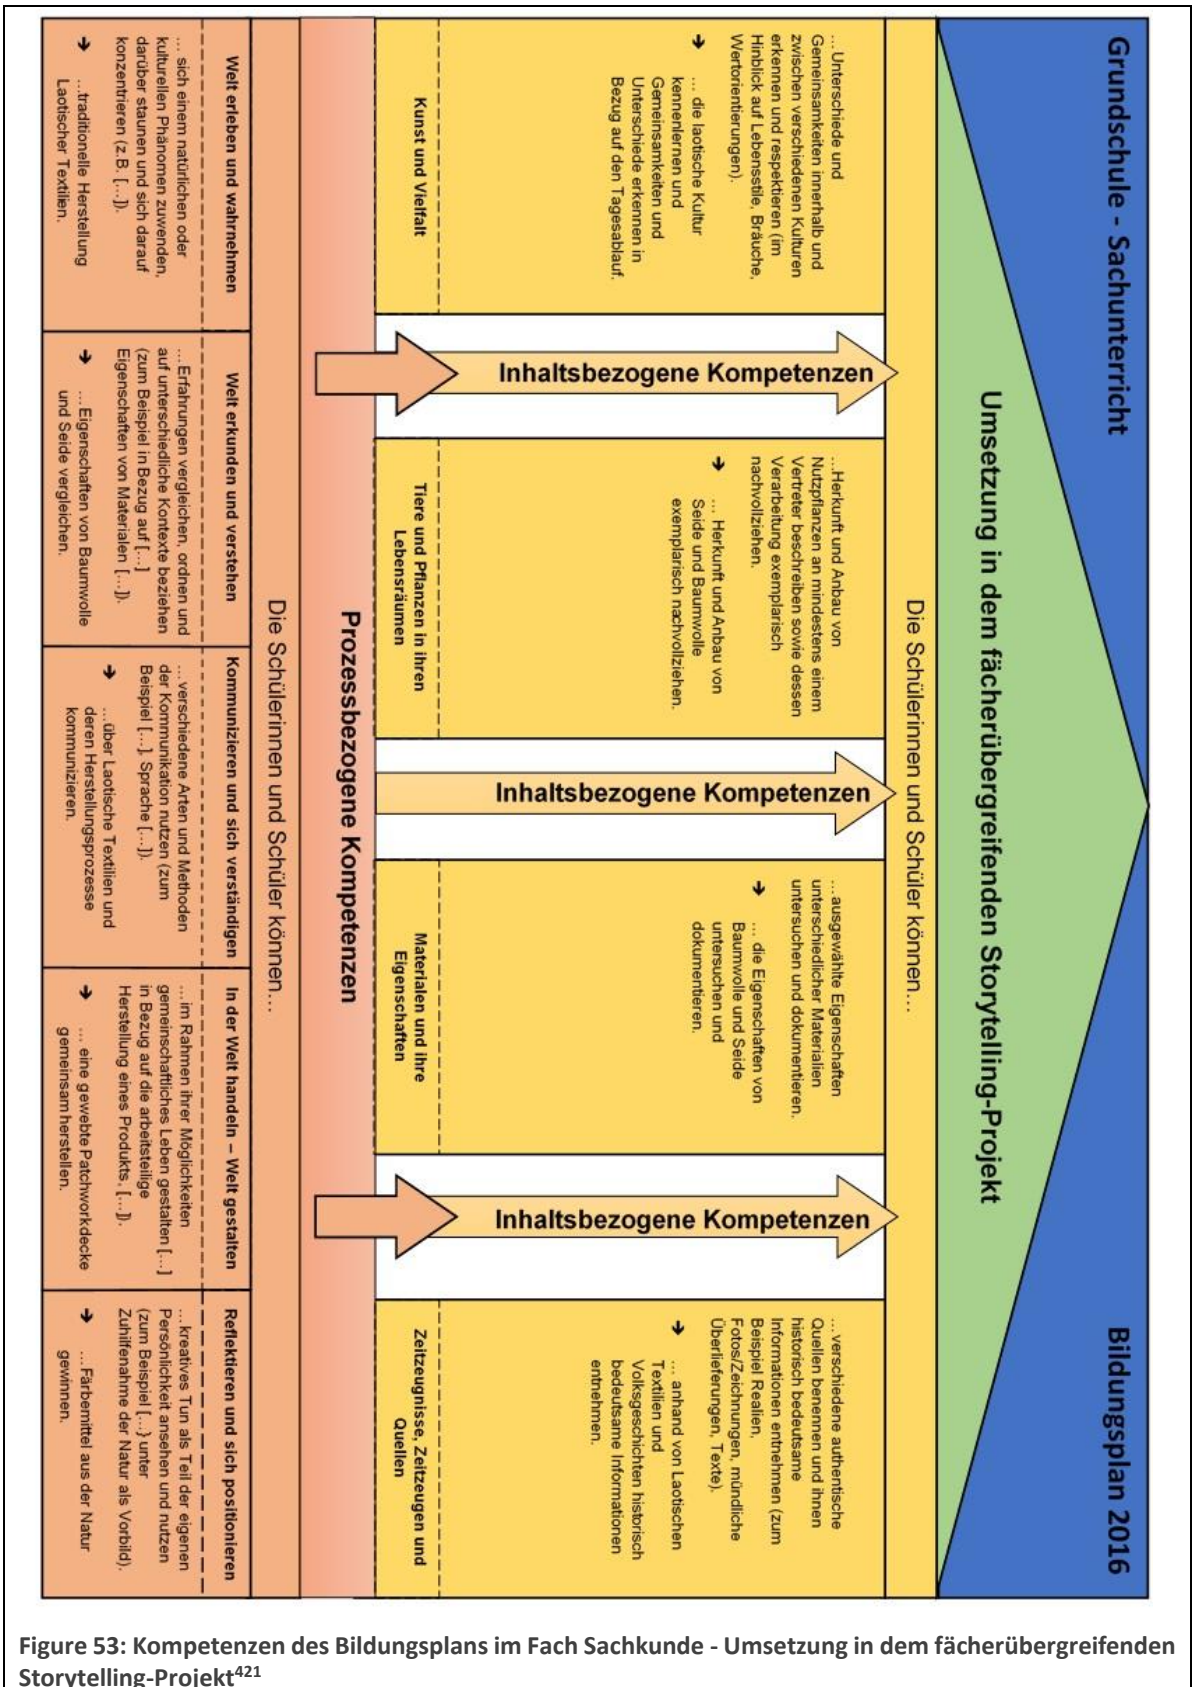 Grundschule - Sachunterricht
Bildungsplan 2016
Umsetzung in dem fächerübergreifenden Storytelling-Projekt
Die Schülerinnen und Schüler können…
…Unterschiede und
Gemeinsamkeiten innerhalb und
zwischen verschiedenen Kulturen
erkennen und respektieren (im
Hinblick auf Lebensstile, Bräuche,
Wertorientierungen).
➔ … die laotische Kultur
kennenlernen und
Gemeinsamkeiten und
Unterschiede erkennen in
Bezug auf den Tagesablauf.
Kunst und Vielfalt
Inhaltsbezogene Kompetenzen
…Herkunft und Anbau von
Nutzpflanzen an mindestens einem
Vertreter beschreiben sowie dessen
Verarbeitung exemplarisch
nachvollziehen.
➔ … Herkunft und Anbau von
Seide und Baumwolle
exemplarisch nachvollziehen.
Tiere und Pflanzen in ihren
Lebensräumen
Inhaltsbezogene Kompetenzen
…ausgewählte Eigenschaften
unterschiedlicher Materialien
untersuchen und dokumentieren.
➔ … die Eigenschaften von
Baumwolle und Seide
untersuchen und
dokumentieren.
Materialen und ihre
Eigenschaften
Inhaltsbezogene Kompetenzen
…verschiedene authentische
Quellen benennen und ihnen
historisch bedeutsame
Informationen entnehmen (zum
Beispiel Realien,
Fotos/Zeichnungen, mündliche
Überlieferungen, Texte).
➔ … anhand von Laotischen
Textilien und
Volksgeschichten historisch
bedeutsame Informationen
entnehmen.
Zeitzeugnisse, Zeitzeugen und
Quellen
Prozessbezogene Kompetenzen
Die Schülerinnen und Schüler können…
Welt erleben und wahrnehmen
… sich einem natürlichen oder
kulturellen Phänomen zuwenden,
darüber staunen und sich darauf
konzentrieren (z.B. […]).
➔ …traditionelle Herstellung
Laotischer Textilien.
Welt erkunden und verstehen
…Erfahrungen vergleichen, ordnen und
auf unterschiedliche Kontexte beziehen
(zum Beispiel in Bezug auf […]
Eigenschaften von Materialen […]).
➔ …Eigenschaften von Baumwolle
und Seide vergleichen.
Kommunizieren und sich verständigen
…verschiedene Arten und Methoden
der Kommunikation nutzen (zum
Beispiel […], Sprache […]).
➔ …über Laotische Textilien und
deren Herstellungsprozesse
kommunizieren.
In der Welt handeln – Welt gestalten
…im Rahmen ihrer Möglichkeiten
gemeinschaftliches Leben gestalten […]
in Bezug auf die arbeitsteilige
Herstellung eines Produkts, […]).
➔ … eine gewebte Patchworkdecke
gemeinsam herstellen.
Reflektieren und sich positionieren
…kreatives Tun als Teil der eigenen
Persönlichkeit ansehen und nutzen
(zum Beispiel […} unter
Zuhilfenahme der Natur als Vorbild).
➔ …Färbemittel aus der Natur
gewinnen.
Figure 53: Kompetenzen des Bildungsplans im Fach Sachkunde - Umsetzung in dem fächerübergreifenden
Storytelling-Projekt421